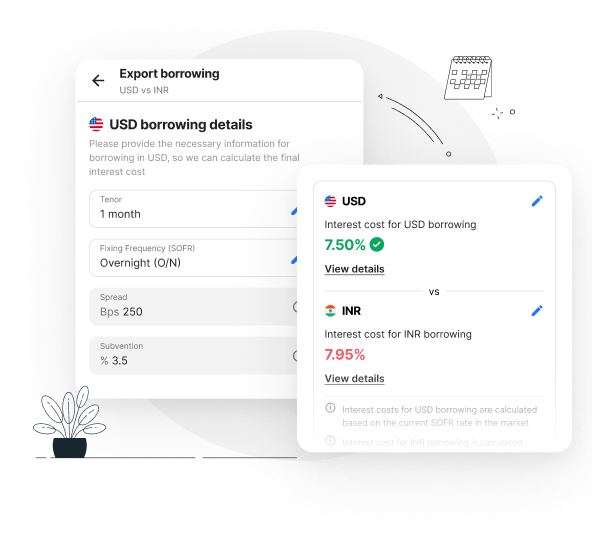 Export borrowing
USD vs INR
USD borrowing details
Please provide the necessary information for
borrowing in USD, so we can calculate the final
interest cost
Tenor
1 month
Fixing Frequency (SOFR)
Overnight (O/N)
Spread
Bps 250
Subvention
% 3.5
USD
Interest cost for USD borrowing
7.50%
View details
vs
INR
Interest cost for INR borrowing
7.95%
View details
Interest costs for USD borrowing are calculated
based on the current SOFR rate in the market
Interest cost for INR borrowing is calculated